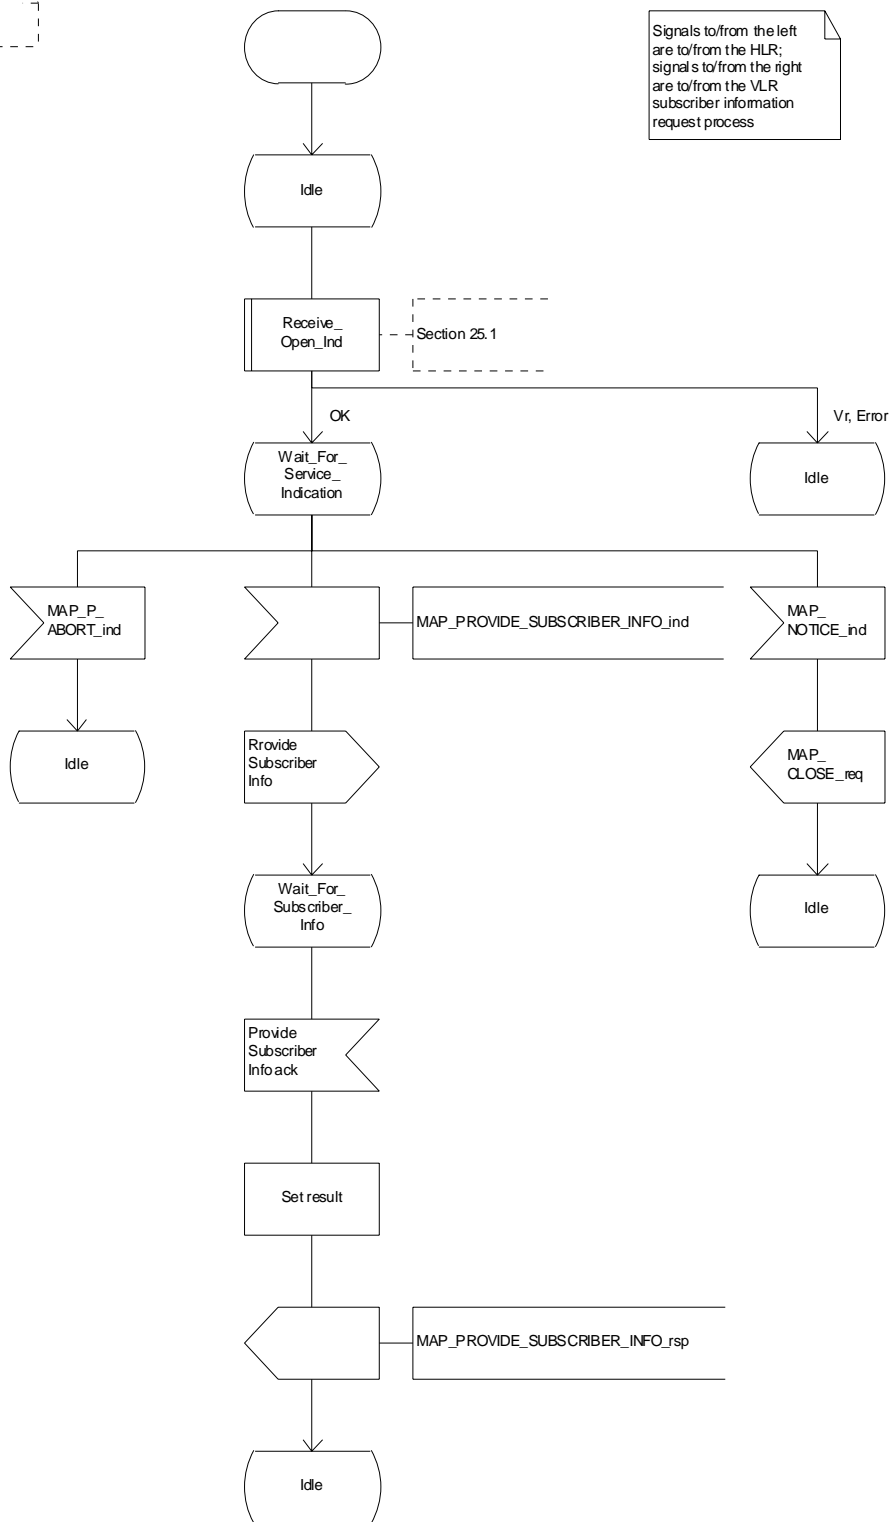 Signals to/from the left
are to/from the HLR;
signals to/from the right
are to/from the VLR
subscriber information
request process
Idle
Receive_
Open_Ind
Section 25.1
OK
Vr, Error
Wait_For_
Service_
Indication
Idle
MAP_P_
ABORT_ind
MAP_PROVIDE_SUBSCRIBER_INFO_ind
MAP_
NOTICE_ind
Idle
Rrovide
Subscriber
Info
MAP_
CLOSE_req
Wait_For_
Subscriber_
Info
Idle
Provide
Subscriber
Info ack
Set result
MAP_PROVIDE_SUBSCRIBER_INFO_rsp
Idle